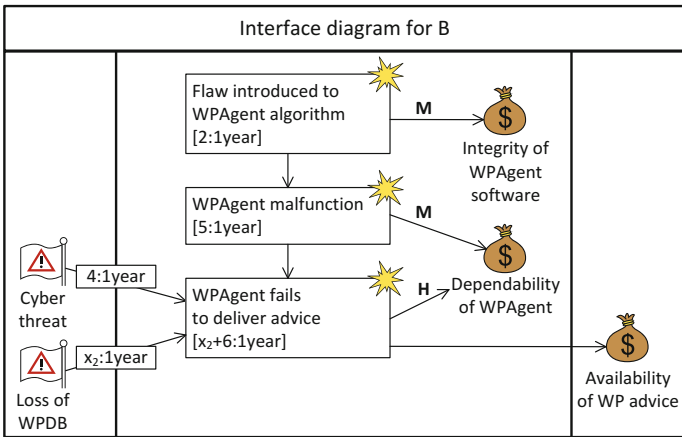 Interface diagram for B
Flaw introduced to
WPAgent algorithm
[2:1year]
M
$
Integrity of
WPAgent
software
WPAgent malfunction
[5:1year]
M
$
Dependability
of WPAgent
Cyber
threat
4:1year
WPAgent fails
to deliver advice
[x₂+6:1year]
H
Loss of
WPDB
x₂:1year
$
Availability
of WP advice